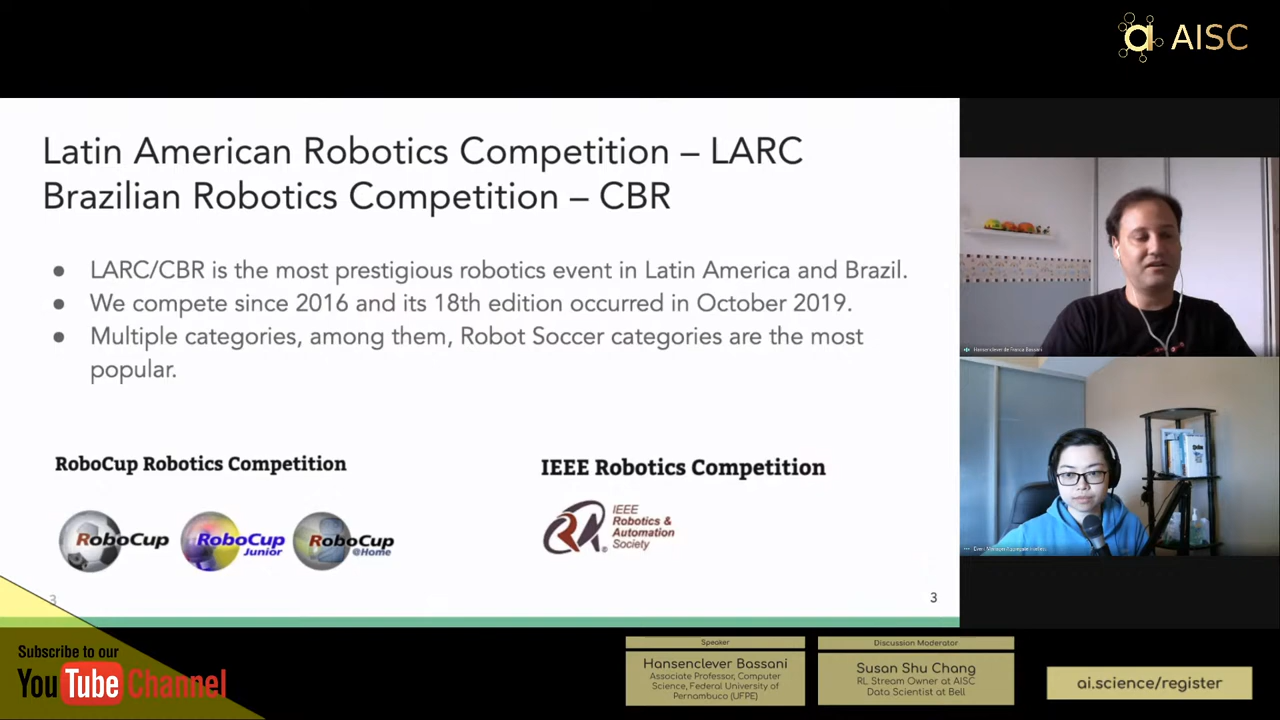 AISC
Latin American Robotics Competition – LARC
Brazilian Robotics Competition – CBR
● LARC/CBR is the most prestigious robotics event in Latin America and Brazil.
● We compete since 2016 and its 18th edition occurred in October 2019.
● Multiple categories, among them, Robot Soccer categories are the most
popular.
RoboCup Robotics Competition
IEEE Robotics Competition
RoboCup
RoboCup
Junior
RoboCup
@Home
IEEE
Robotics &
Automation
Society
3
3
Hansenclever de Franca Bassani
Subscribe to our
YouTube Channel
Speaker
Hansenclever Bassani
Associate Professor, Computer
Science, Federal University of
Pernambuco (UFPE)
Discussion Moderator
Susan Shu Chang
RL Stream Owner at AISC
Data Scientist at Bell
ai.science/register